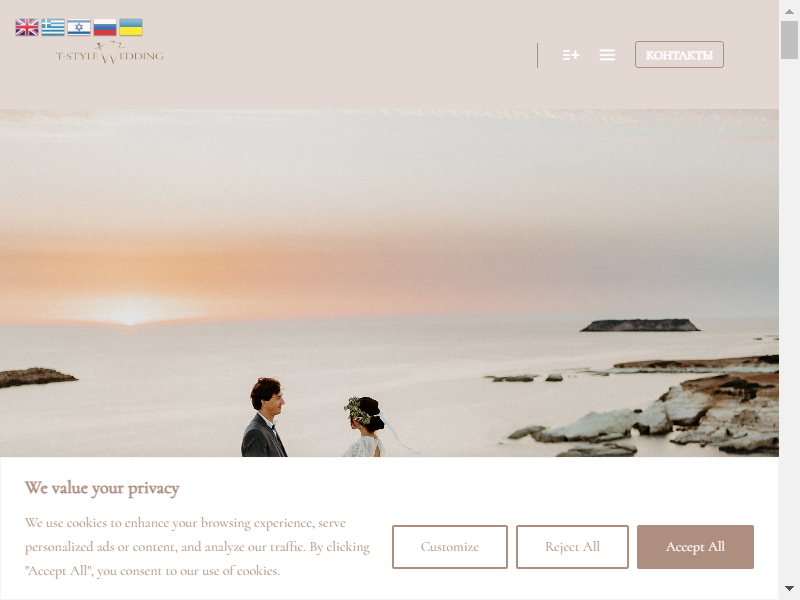 T-STYLE WEDDING
КОНТАКТЫ
We value your privacy
We use cookies to enhance your browsing experience, serve
personalized ads or content, and analyze our traffic. By clicking
"Accept All", you consent to our use of cookies.
Customize
Reject All
Accept All